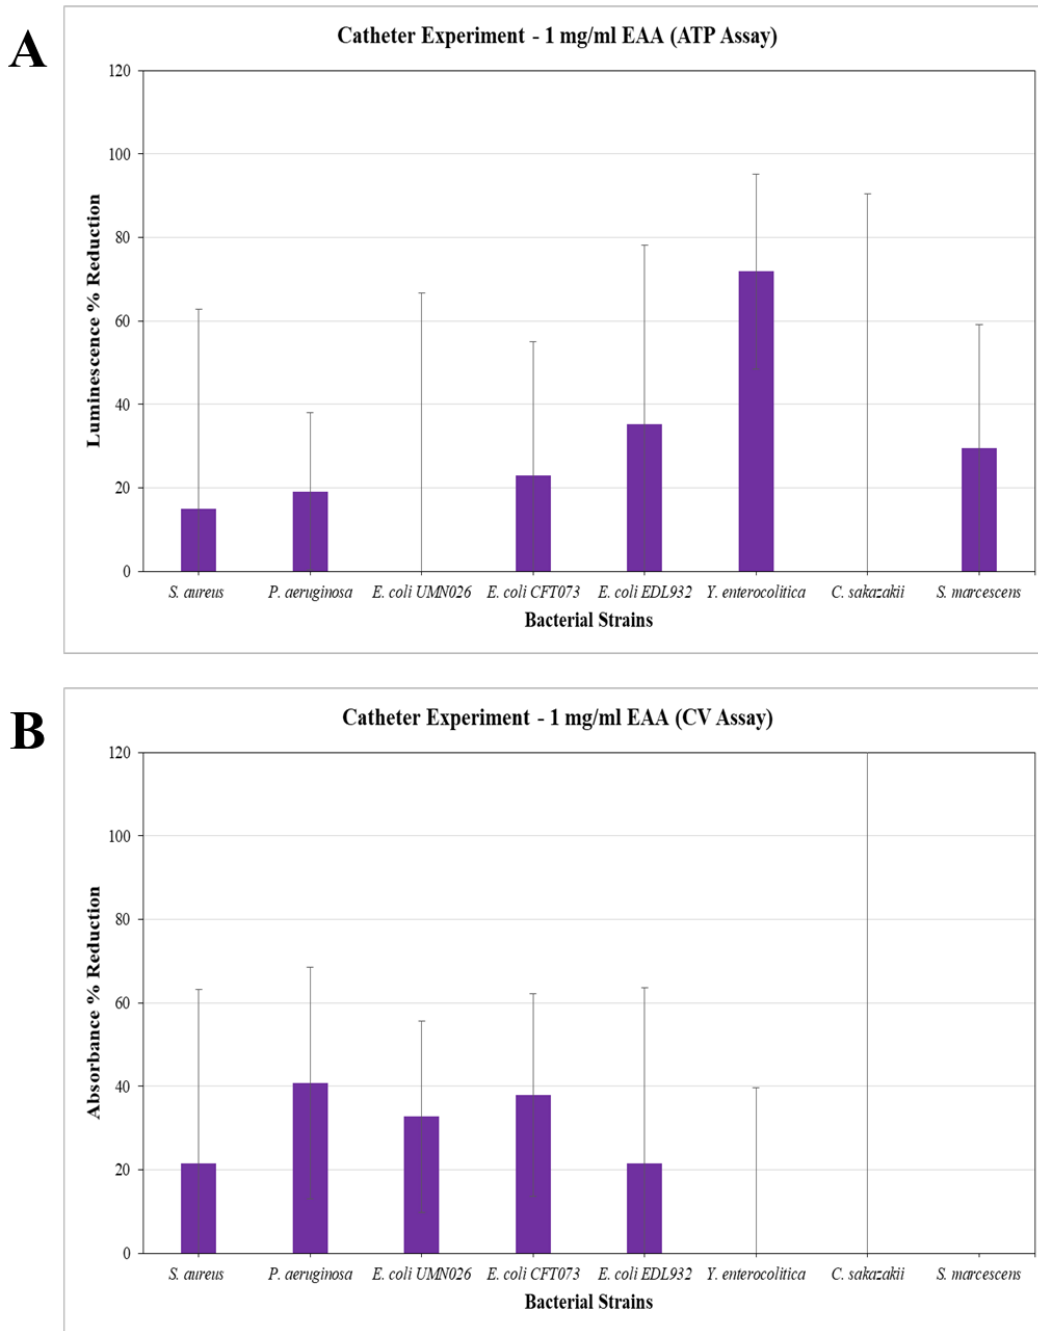 A
Catheter Experiment - 1 mg/ml EAA (ATP Assay)
120
100
80
60
40
20
0
Luminescence % Reduction
S. aureus P. aeruginosa E. coli UMN026 E. coli CFT073 E. coli EDL932 Y. enterocolitica C. sakazakii S. marcescens
Bacterial Strains
B
Catheter Experiment - 1 mg/ml EAA (CV Assay)
120
100
80
60
40
20
0
Absorbance % Reduction
S. aureus P. aeruginosa E. coli UMN026 E. coli CFT073 E. coli EDL932 Y. enterocolitica C. sakazakii S. marcescens
Bacterial Strains